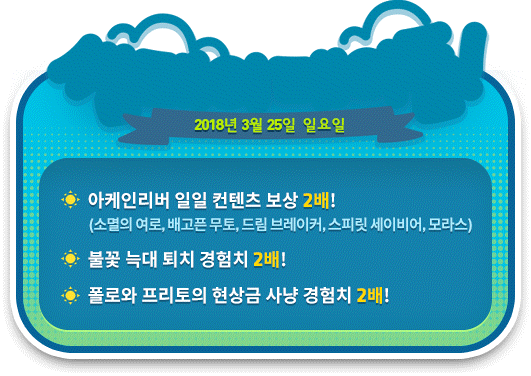 2018년 3월 25일 일요일
아케인리버 일일 컨텐츠 보상 2배!
(소멸의 여로, 배고픈 무토, 드림 브레이커, 스피릿 세이비어, 모라스)
불꽃 늑대 퇴치 경험치 2배!
폴로와 프리토의 현상금 사냥 경험치 2배!